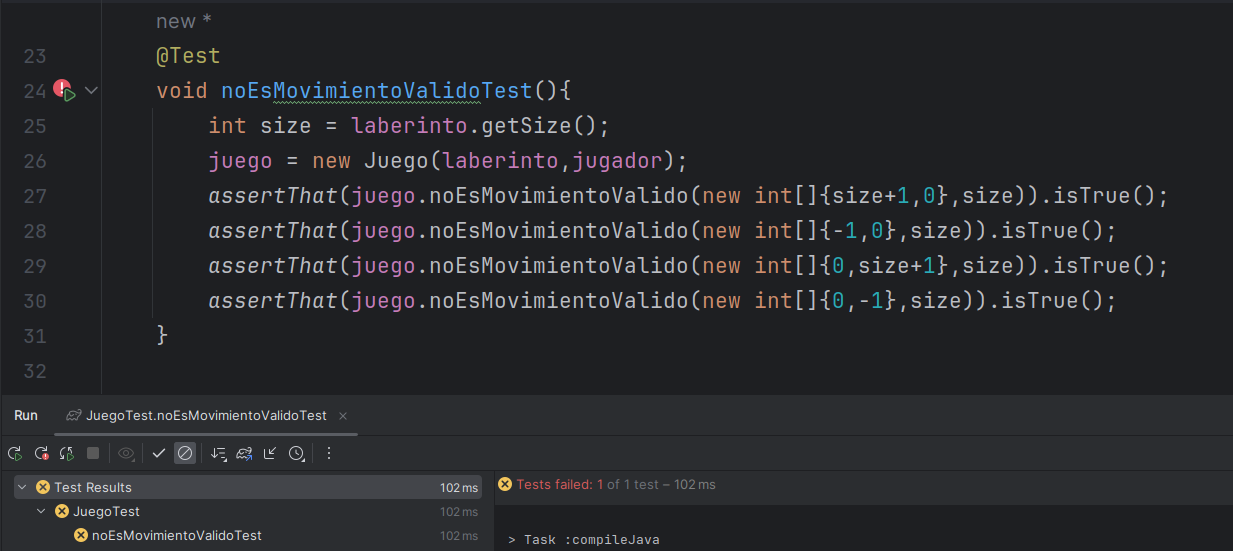 new *
23 @Test
24 void noEsMovimientoValidoTest(){
25 int size = laberinto.getSize();
26 juego = new Juego(laberinto,jugador);
27 assertThat(juego.noEsMovimientoValido(new int[]{size+1,0},size)).isTrue();
28 assertThat(juego.noEsMovimientoValido(new int[]{-1,0},size)).isTrue();
29 assertThat(juego.noEsMovimientoValido(new int[]{0,size+1},size)).isTrue();
30 assertThat(juego.noEsMovimientoValido(new int[]{0,-1},size)).isTrue();
31 }
32
Run JuegoTest.noEsMovimientoValidoTest ×
Test Results 102 ms
JuegoTest 102 ms
noEsMovimientoValidoTest 102 ms
Tests failed: 1 of 1 test – 102 ms
> Task :compileJava